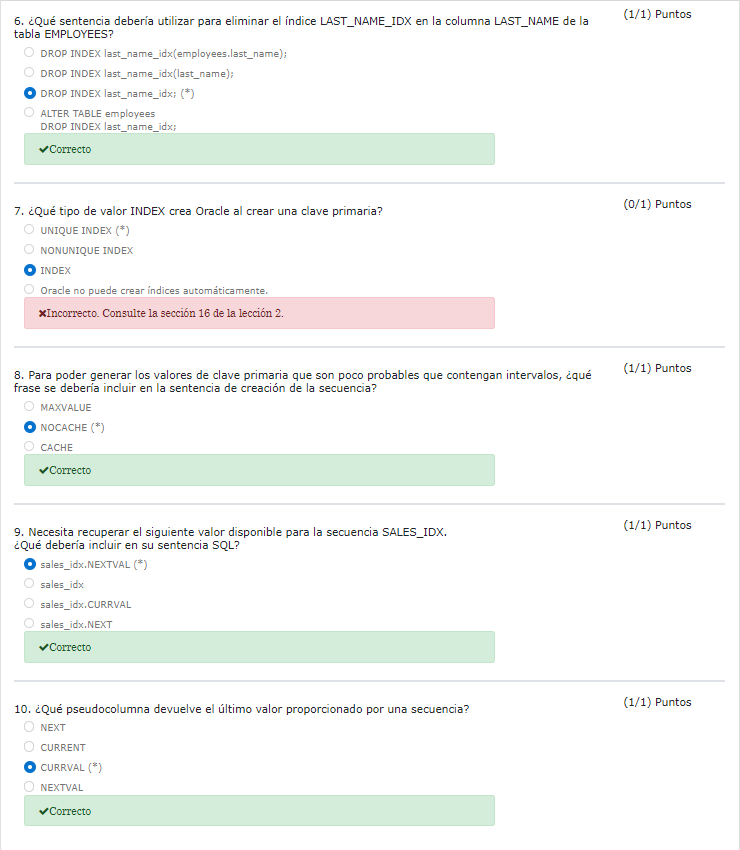 6. ¿Qué sentencia debería utilizar para eliminar el índice LAST_NAME_IDX en la columna LAST_NAME de la
tabla EMPLOYEES?
(1/1) Puntos
DROP INDEX last_name_idx(employees.last_name);
DROP INDEX last_name_idx(last_name);
DROP INDEX last_name_idx; (*)
ALTER TABLE employees
DROP INDEX last_name_idx;
✔Correcto
7. ¿Qué tipo de valor INDEX crea Oracle al crear una clave primaria?
(0/1) Puntos
UNIQUE INDEX (*)
NONUNIQUE INDEX
INDEX
Oracle no puede crear índices automáticamente.
✖Incorrecto. Consulte la sección 16 de la lección 2.
8. Para poder generar los valores de clave primaria que son poco probables que contengan intervalos, ¿qué
frase se debería incluir en la sentencia de creación de la secuencia?
(1/1) Puntos
MAXVALUE
NOCACHE (*)
CACHE
✔Correcto
9. Necesita recuperar el siguiente valor disponible para la secuencia SALES_IDX.
¿Qué debería incluir en su sentencia SQL?
(1/1) Puntos
sales_idx.NEXTVAL (*)
sales_idx
sales_idx.CURRVAL
sales_idx.NEXT
✔Correcto
10. ¿Qué pseudocolumna devuelve el último valor proporcionado por una secuencia?
(1/1) Puntos
NEXT
CURRENT
CURRVAL (*)
NEXTVAL
✔Correcto